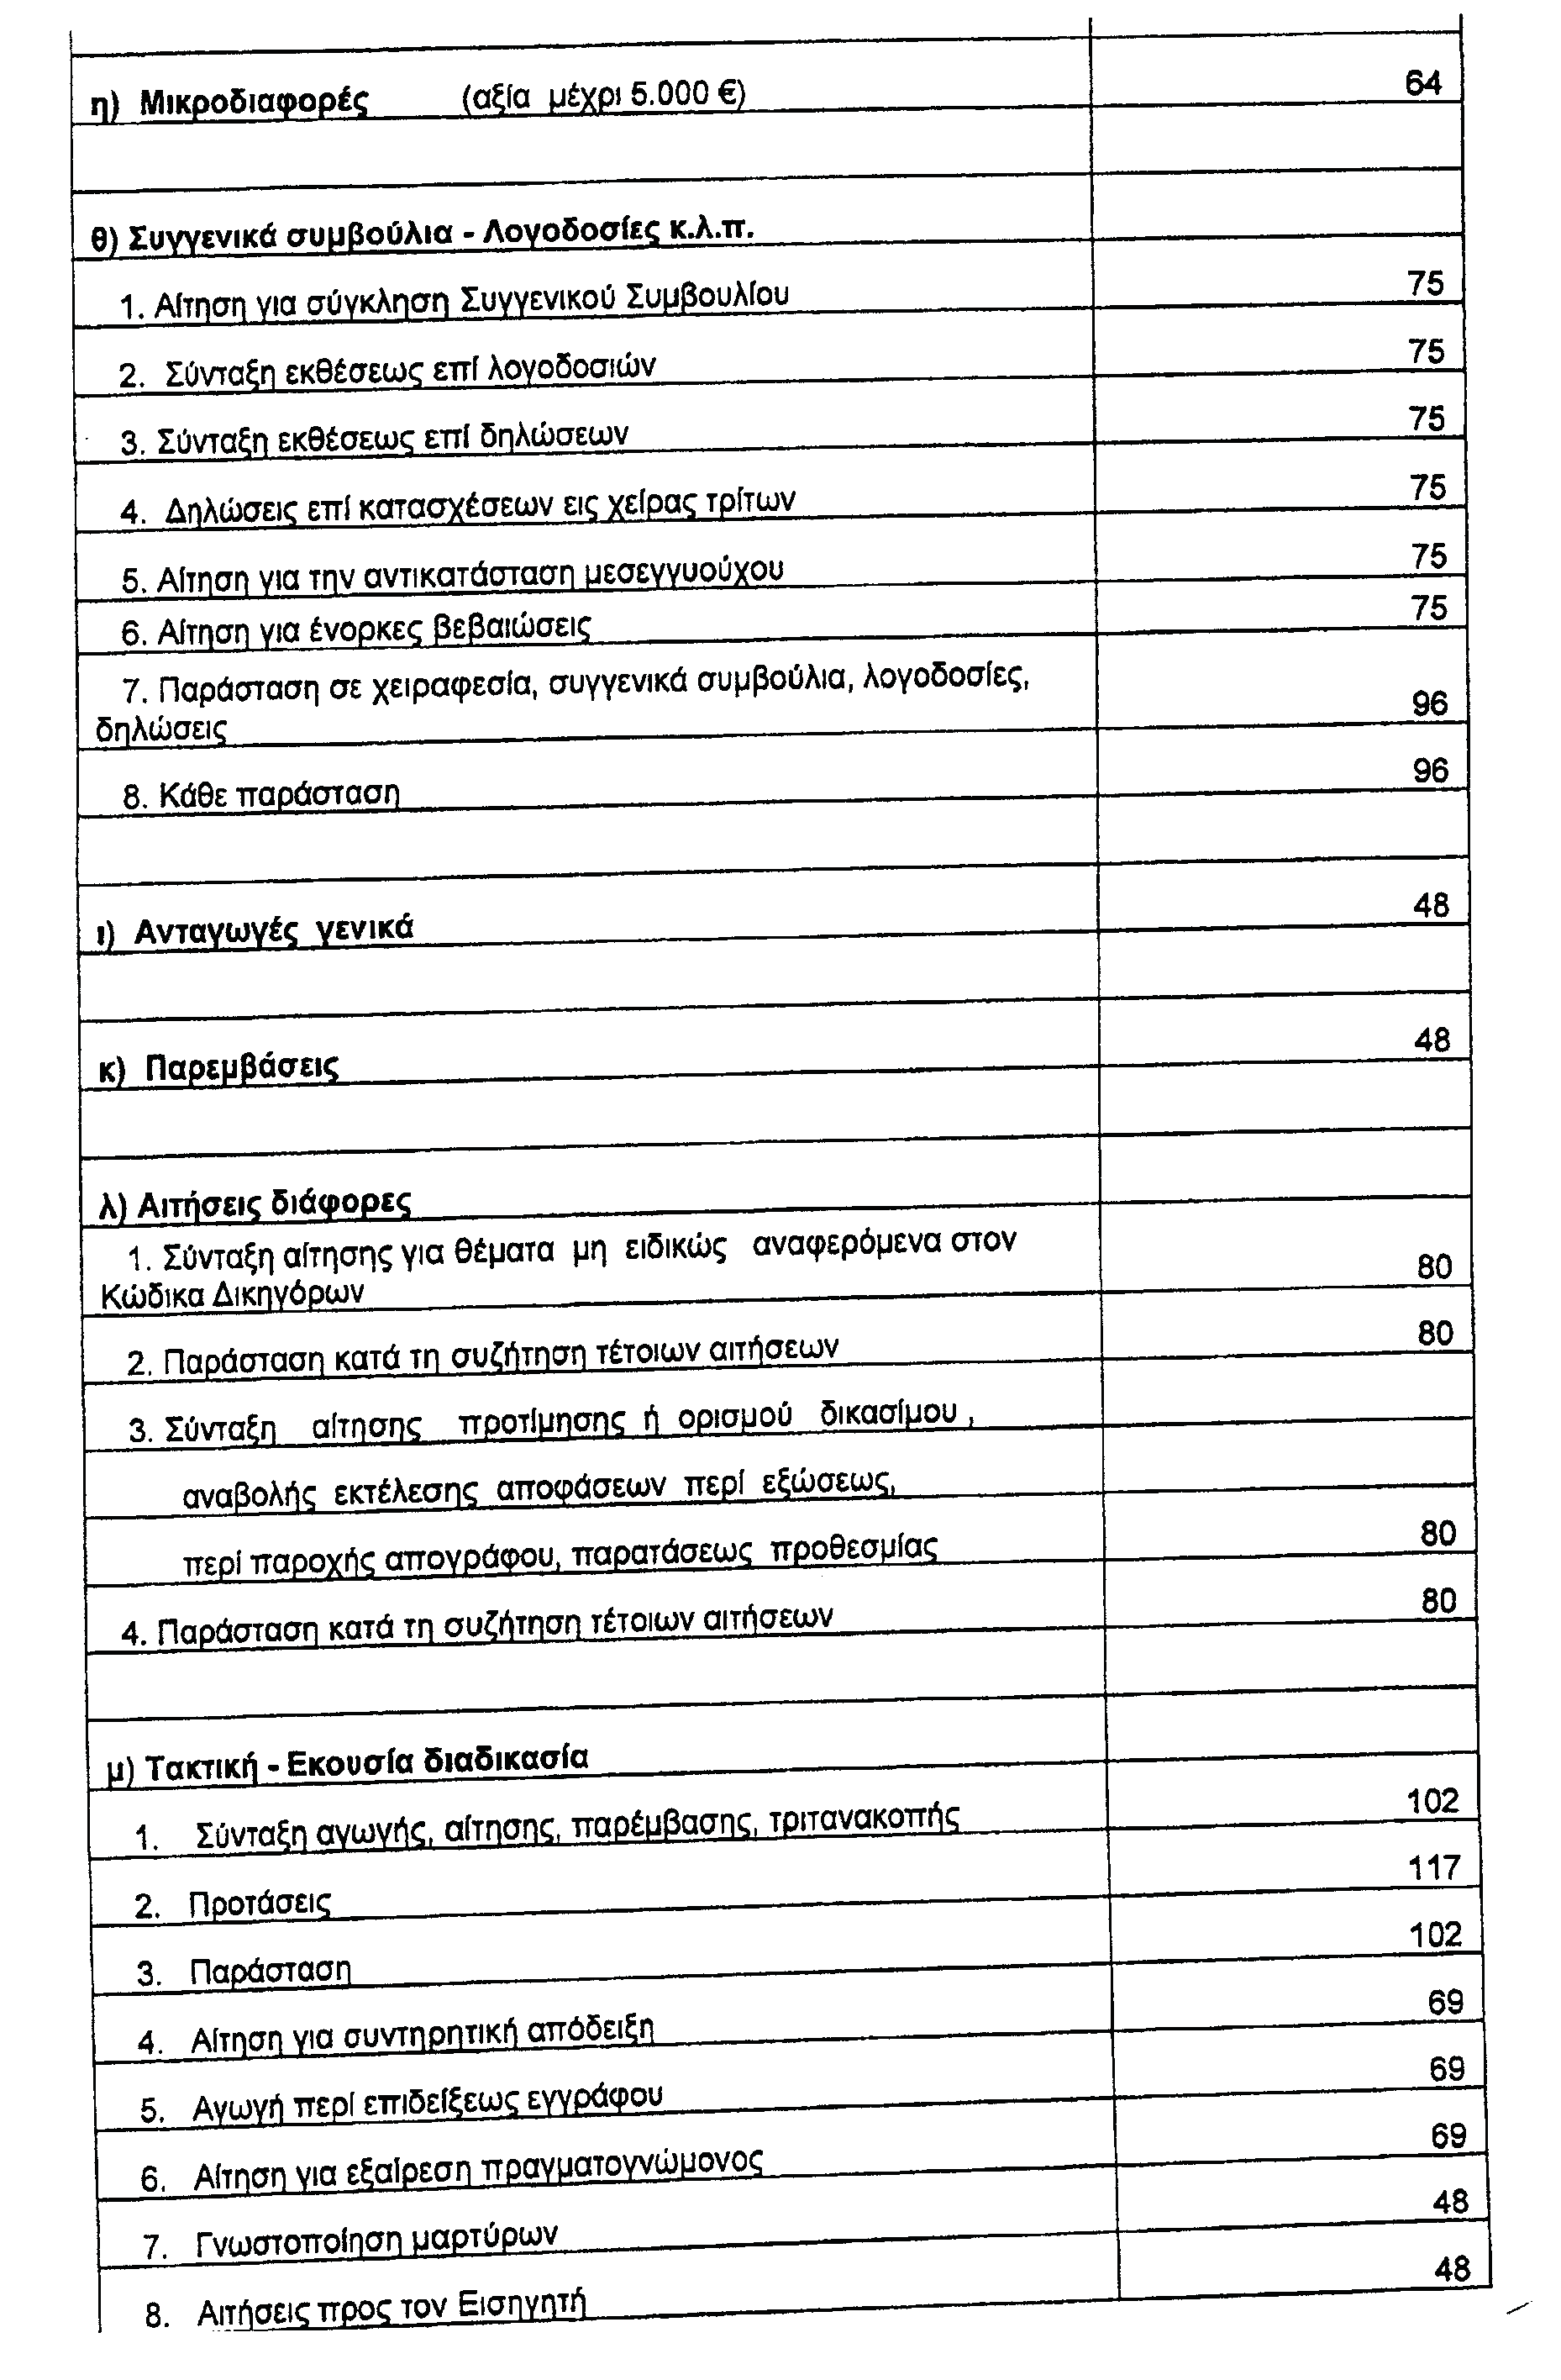 η) Μικροδιαφορές (αξία μέχρι 5.000 €) 64
θ) Συγγενικά συμβούλια - Λογοδοσίες κ.λ.π.
1. Αίτηση για σύγκληση Συγγενικού Συμβουλίου 75
2. Σύνταξη εκθέσεως επί λογοδοσιών 75
3. Σύνταξη εκθέσεως επί δηλώσεων 75
4. Δηλώσεις επί κατασχέσεων εις χείρας τρίτων 75
5. Αίτηση για την αντικατάσταση μεσεγγυούχου 75
6. Αίτηση για ένορκες βεβαιώσεις 75
7. Παράσταση σε χειραφεσία, συγγενικά συμβούλια, λογοδοσίες,
δηλώσεις 96
8. Κάθε παράσταση 96
ι) Ανταγωγές γενικά 48
κ) Παρεμβάσεις 48
λ) Αιτήσεις διάφορες
1. Σύνταξη αίτησης για θέματα μη ειδικώς αναφερόμενα στον
Κώδικα Δικηγόρων 80
2. Παράσταση κατά τη συζήτηση τέτοιων αιτήσεων 80
3. Σύνταξη αίτησης προτίμησης ή ορισμού δικασίμου ,
αναβολής εκτέλεσης αποφάσεων περί εξώσεως,
περί παροχής απογράφου, παρατάσεως προθεσμίας 80
4. Παράσταση κατά τη συζήτηση τέτοιων αιτήσεων 80
μ) Τακτική - Εκουσία διαδικασία
1. Σύνταξη αγωγής, αίτησης, παρέμβασης, τριτανακοπής 102
2. Προτάσεις 117
3. Παράσταση 102
4. Αίτηση για συντηρητική απόδειξη 69
5. Αγωγή περί επιδείξεως εγγράφου 69
6. Αίτηση για εξαίρεση πραγματογνώμονος 69
7. Γνωστοποίηση μαρτύρων 48
8. Αιτήσεις προς τον Εισηγητή 48